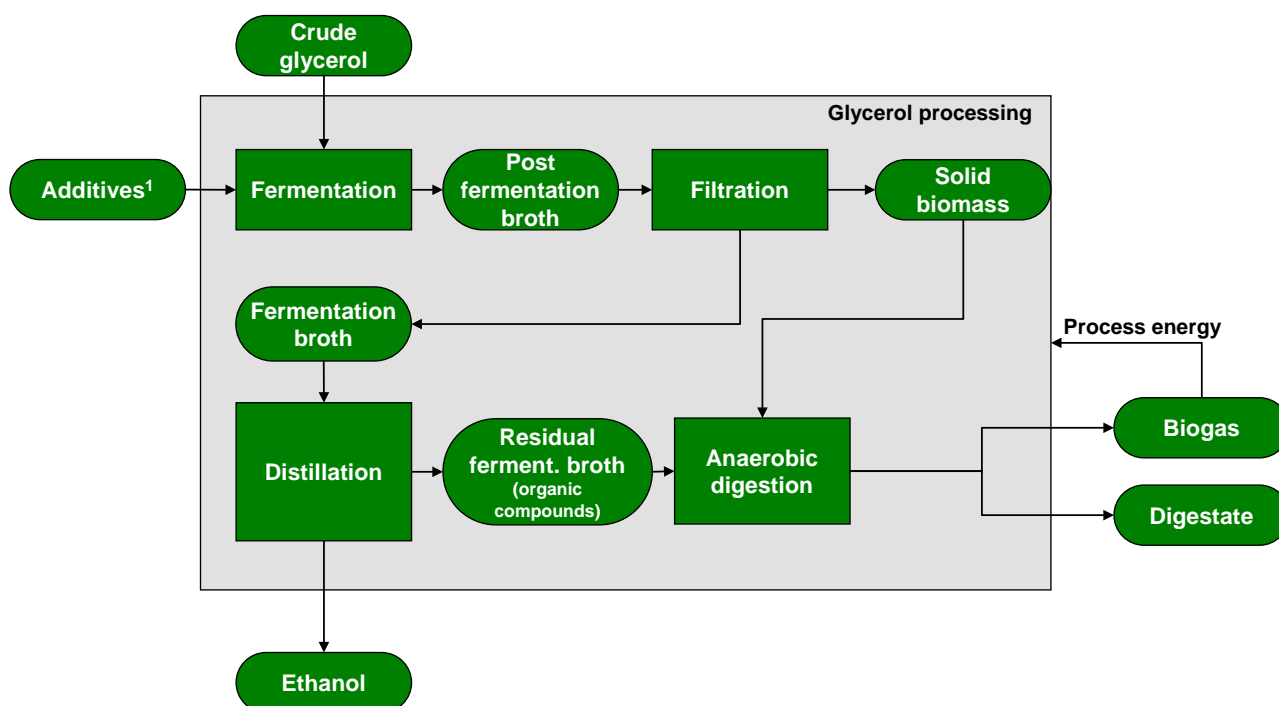 Crude
glycerol
Glycerol processing
Additives¹
Fermentation
Post
fermentation
broth
Filtration
Solid
biomass
Fermentation
broth
Process energy
Distillation
Residual
ferment. broth
(organic
compounds)
Anaerobic
digestion
Biogas
Digestate
Ethanol